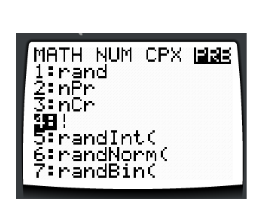 MATH NUM CPX PRB
1:rand
2:nPr
3:nCr
4:!
5:randInt(
6:randNorm(
7:randBin(